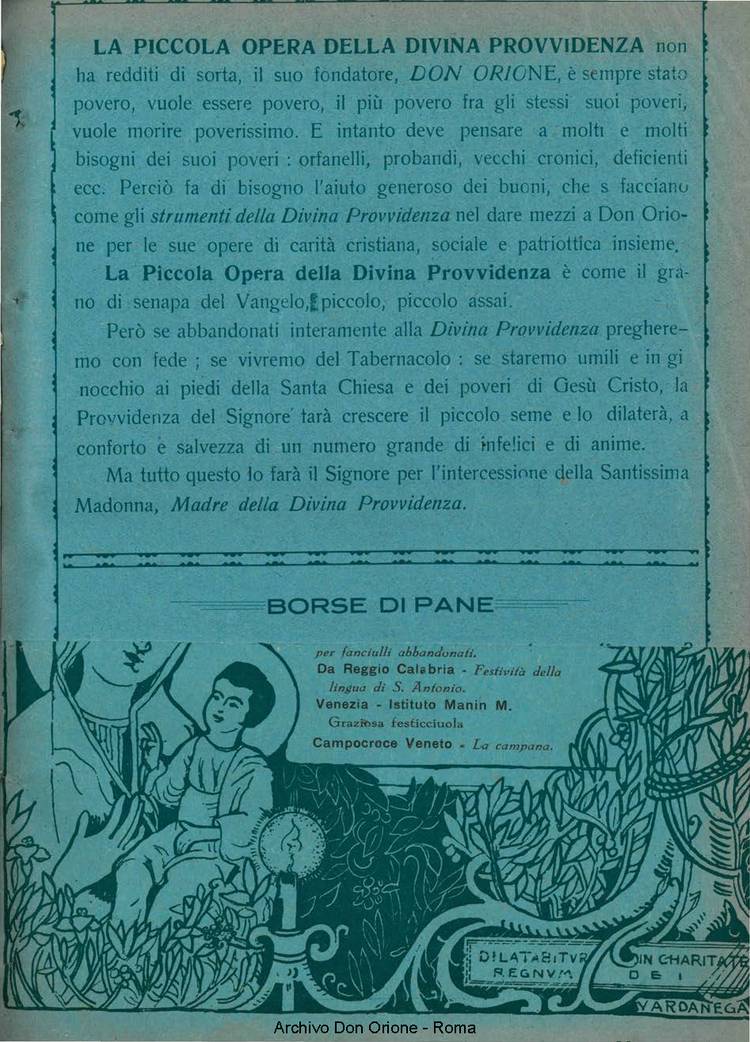 LA PICCOLA OPERA DELLA DIVINA PROVVIDENZA non
ha redditi di sorta, il suo fondatore, DON ORIONE, è sempre stato
povero, vuole essere povero, il più povero fra gli stessi suoi poveri,
vuole morire poverissimo. E intanto deve pensare a molti e molti
bisogni dei suoi poveri : orfanelli, probandi, vecchi cronici, deficienti
ecc. Perciò fa di bisogno l'aiuto generoso dei buoni, che s facciano
come gli strumenti della Divina Provvidenza nel dare mezzi a Don Orio-
ne per le sue opere di carità cristiana, sociale e patriottica insieme.
La Piccola Opera della Divina Provvidenza è come il gra-
no di senapa del Vangelo, piccolo, piccolo assai.
Però se abbandonati interamente alla Divina Provvidenza preghere-
mo con fede ; se vivremo del Tabernacolo : se staremo umili e in gi
nocchio ai piedi della Santa Chiesa e dei poveri di Gesù Cristo, la
Provvidenza del Signore tarà crescere il piccolo seme e lo dilaterà, a
conforto e salvezza di un numero grande di infelici e di anime.
Ma tutto questo lo farà il Signore per l'intercessione della Santissima
Madonna, Madre della Divina Provvidenza.
BORSE DI PANE
per fanciulli abbandonati.
Da Reggio Calabria - Festività della
lingua di S. Antonio.
Venezia - Istituto Manin M.
Graziosa festicciuola
Campocroce Veneto - La campana.
DILATABITVR IN CHARITATE
REGNVM DEI
VARDANEGA
Archivo Don Orione - Roma